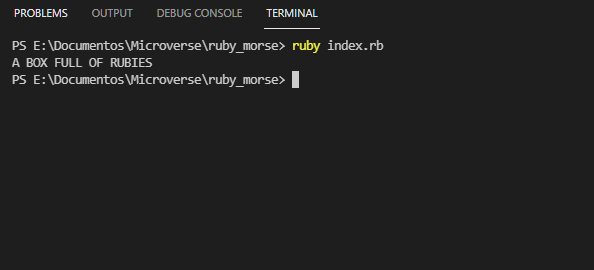 PROBLEMS OUTPUT DEBUG CONSOLE TERMINAL
PS E:\Documentos\Microverse\ruby_morse> ruby index.rb
A BOX FULL OF RUBIES
PS E:\Documentos\Microverse\ruby_morse>